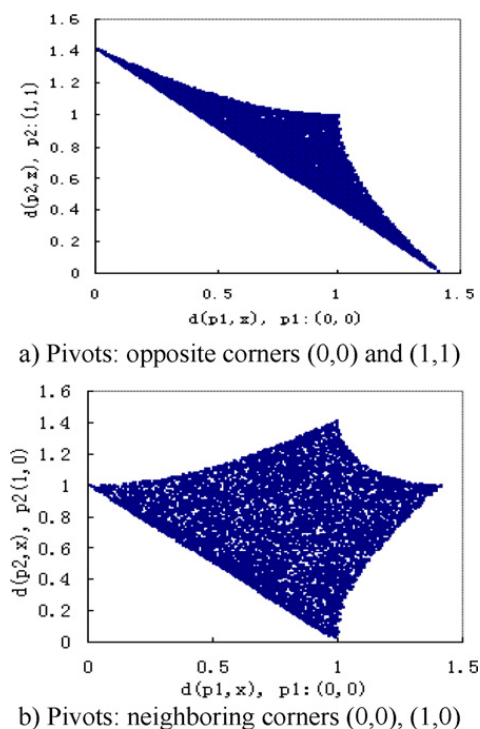 1.6
1.4
1.2
1
0.8
0.6
0.4
0.2
0
d(p2,x), p2:(1,1)
0 0.5 1 1.5
d(p1,x), p1:(0,0)
a) Pivots: opposite corners (0,0) and (1,1)
1.6
1.4
1.2
1
0.8
0.6
0.4
0.2
0
d(p2,x), p2(1,0)
0 0.5 1 1.5
d(p1,x), p1:(0,0)
b) Pivots: neighboring corners (0,0), (1,0)